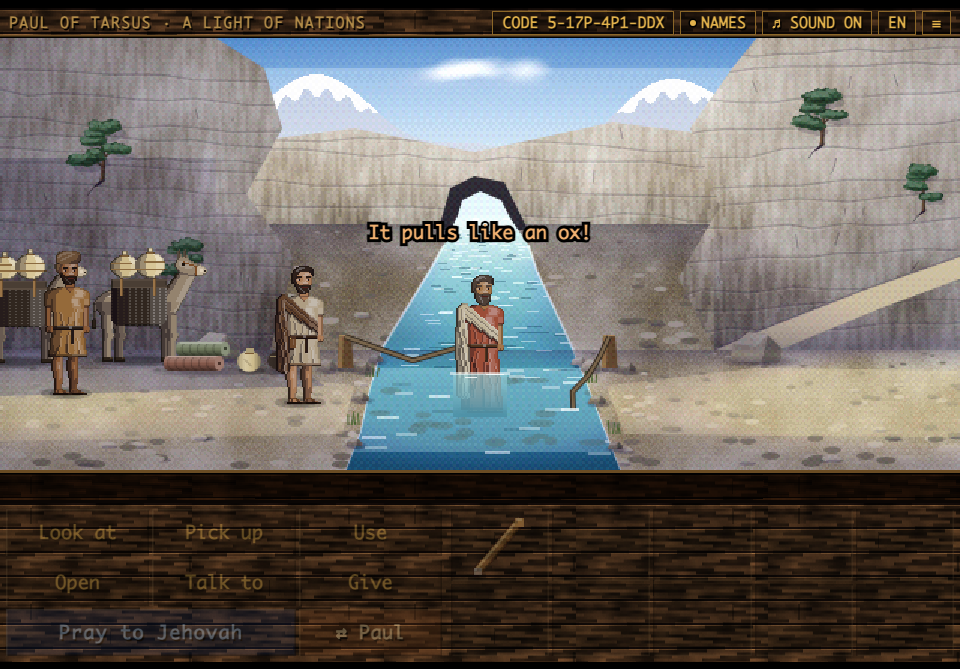 PAUL OF TARSUS · A LIGHT OF NATIONS
CODE 5-17P-4P1-DDX
• NAMES
♬ SOUND ON
EN
≡
It pulls like an ox!
Look at
Pick up
Use
Open
Talk to
Give
Pray to Jehovah
⇄ Paul